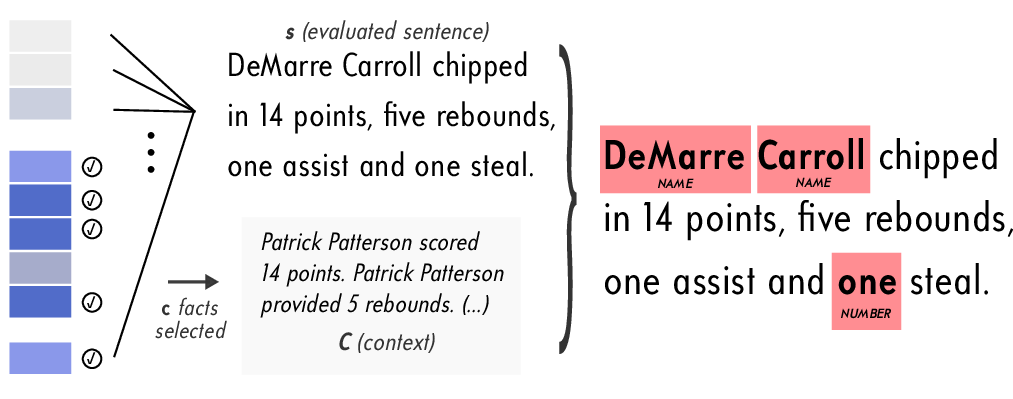 s (evaluated sentence)
DeMarre Carroll chipped
in 14 points, five rebounds,
one assist and one steal.
c facts
selected
Patrick Patterson scored
14 points. Patrick Patterson
provided 5 rebounds. (...)
C (context)
DeMarre Carroll chipped
NAME NAME
in 14 points, five rebounds,
one assist and one steal.
NUMBER